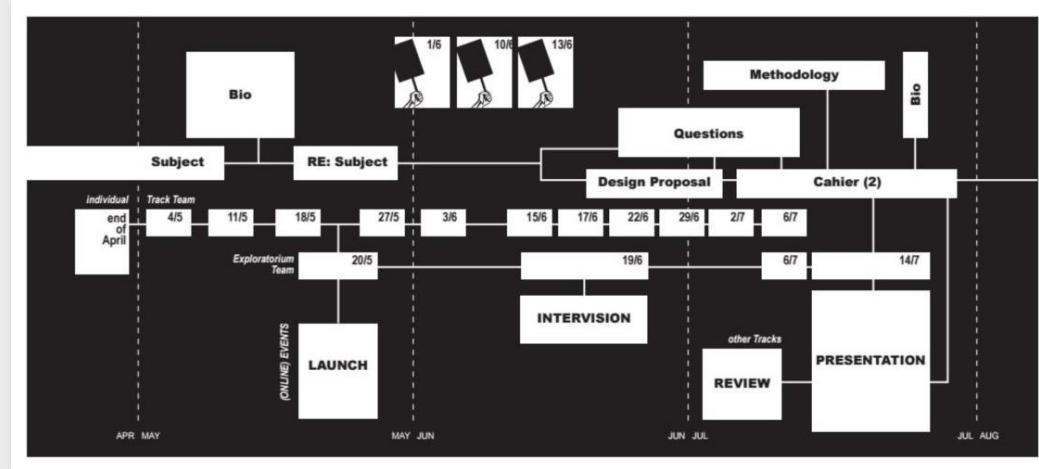 1/6
10/6
13/6
Methodology
Bio
Bio
Questions
Subject
RE: Subject
Design Proposal
Cahier (2)
individual
Track Team
end
of
April
4/5
11/5
18/5
27/5
3/6
15/6
17/6
22/6
29/6
2/7
6/7
Exploratorium
Team
20/5
19/6
6/7
14/7
INTERVISION
(ONLINE) EVENTS
LAUNCH
other Tracks
REVIEW
PRESENTATION
APR MAY
MAY JUN
JUN JUL
JUL AUG